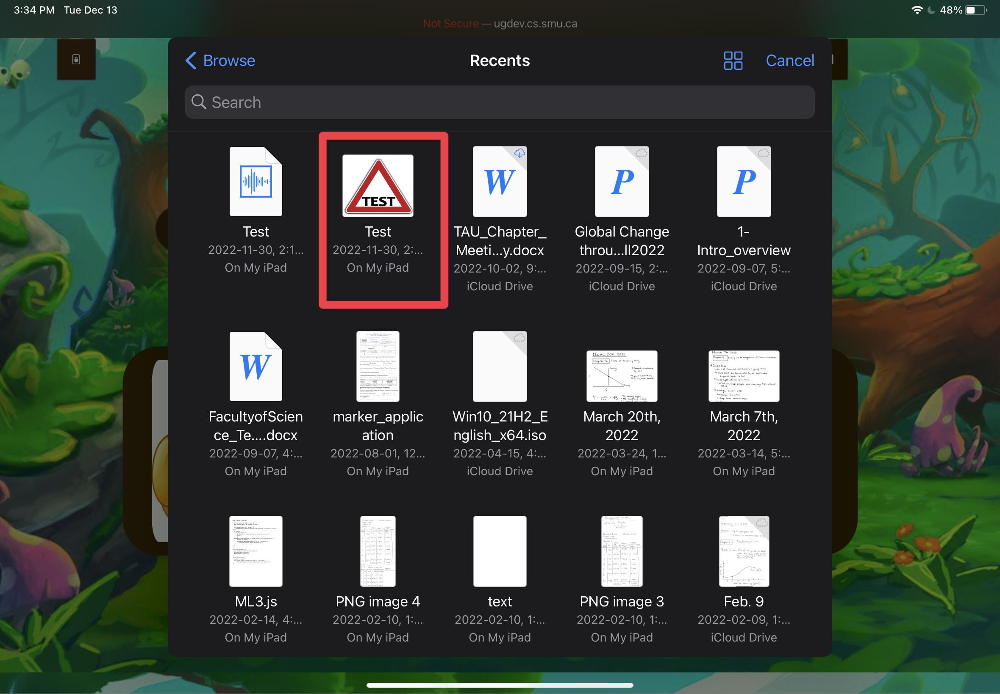 3:34 PM Tue Dec 13
48%
Not Secure — ugdev.cs.smu.ca
Browse
Recents
Cancel
Search
TEST
W
P
P
Test
2022-11-30, 2:1...
On My iPad
Test
2022-11-30, 2:...
On My iPad
TAU_Chapter_
Meeti...y.docx
2022-10-02, 9:...
iCloud Drive
Global Change
throu...ll2022
2022-09-15, 2:...
iCloud Drive
1-
Intro_overview
2022-09-07, 5:...
iCloud Drive
W
FacultyofScien
ce_Te....docx
2022-09-07, 4:...
On My iPad
marker_applic
ation
2022-08-01, 12...
On My iPad
Win10_21H2_E
nglish_x64.iso
2022-04-15, 4:...
iCloud Drive
March 20th, 2022
Chapter 16
March 20th,
2022
2022-03-24, 1...
On My iPad
March 7th, 2022
March 7th,
2022
2022-03-14, 5:...
On My iPad
ML3.js
2022-02-14, 4:...
On My iPad
PNG image 4
2022-02-10, 1:...
On My iPad
text
2022-02-10, 1:...
On My iPad
PNG image 3
2022-02-10, 1:...
On My iPad
Feb. 9
2022-02-09, 1:...
iCloud Drive